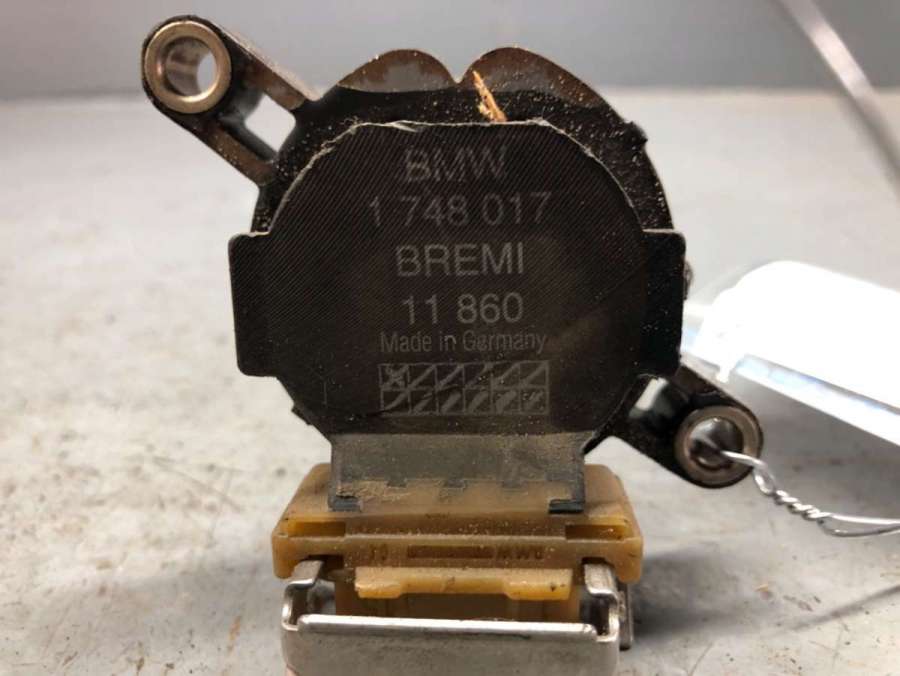 BMW
1 748 017
BREMI
11 860
Made in Germany